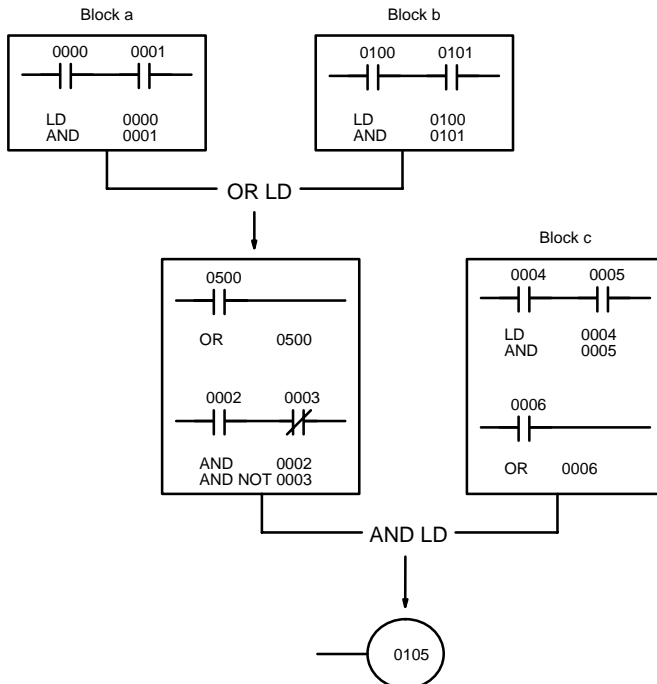 Block a
0000 0001
LD 0000
AND 0001
Block b
0100 0101
LD 0100
AND 0101
OR LD
0500
OR 0500
0002 0003
AND 0002
AND NOT 0003
Block c
0004 0005
LD 0004
AND 0005
0006
OR 0006
AND LD
0105